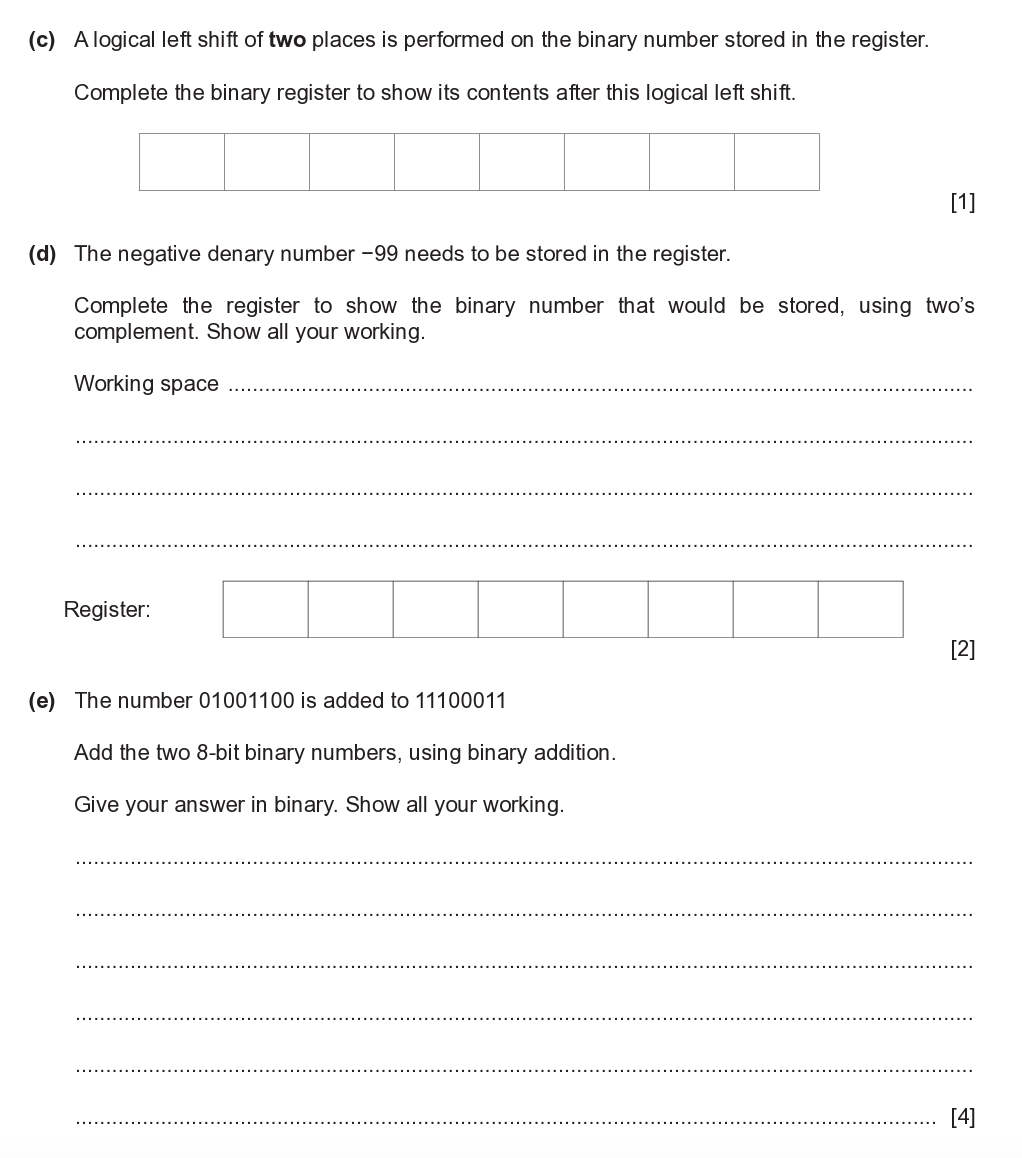 (c) A logical left shift of two places is performed on the binary number stored in the register.
Complete the binary register to show its contents after this logical left shift.
[1]
(d) The negative denary number −99 needs to be stored in the register.
Complete the register to show the binary number that would be stored, using two’s
complement. Show all your working.
Working space ....................................................................................................................
...........................................................................................................................................
...........................................................................................................................................
...........................................................................................................................................
Register:
[2]
(e) The number 01001100 is added to 11100011
Add the two 8-bit binary numbers, using binary addition.
Give your answer in binary. Show all your working.
...........................................................................................................................................
...........................................................................................................................................
...........................................................................................................................................
...........................................................................................................................................
...........................................................................................................................................
..................................................................................................................................... [4]